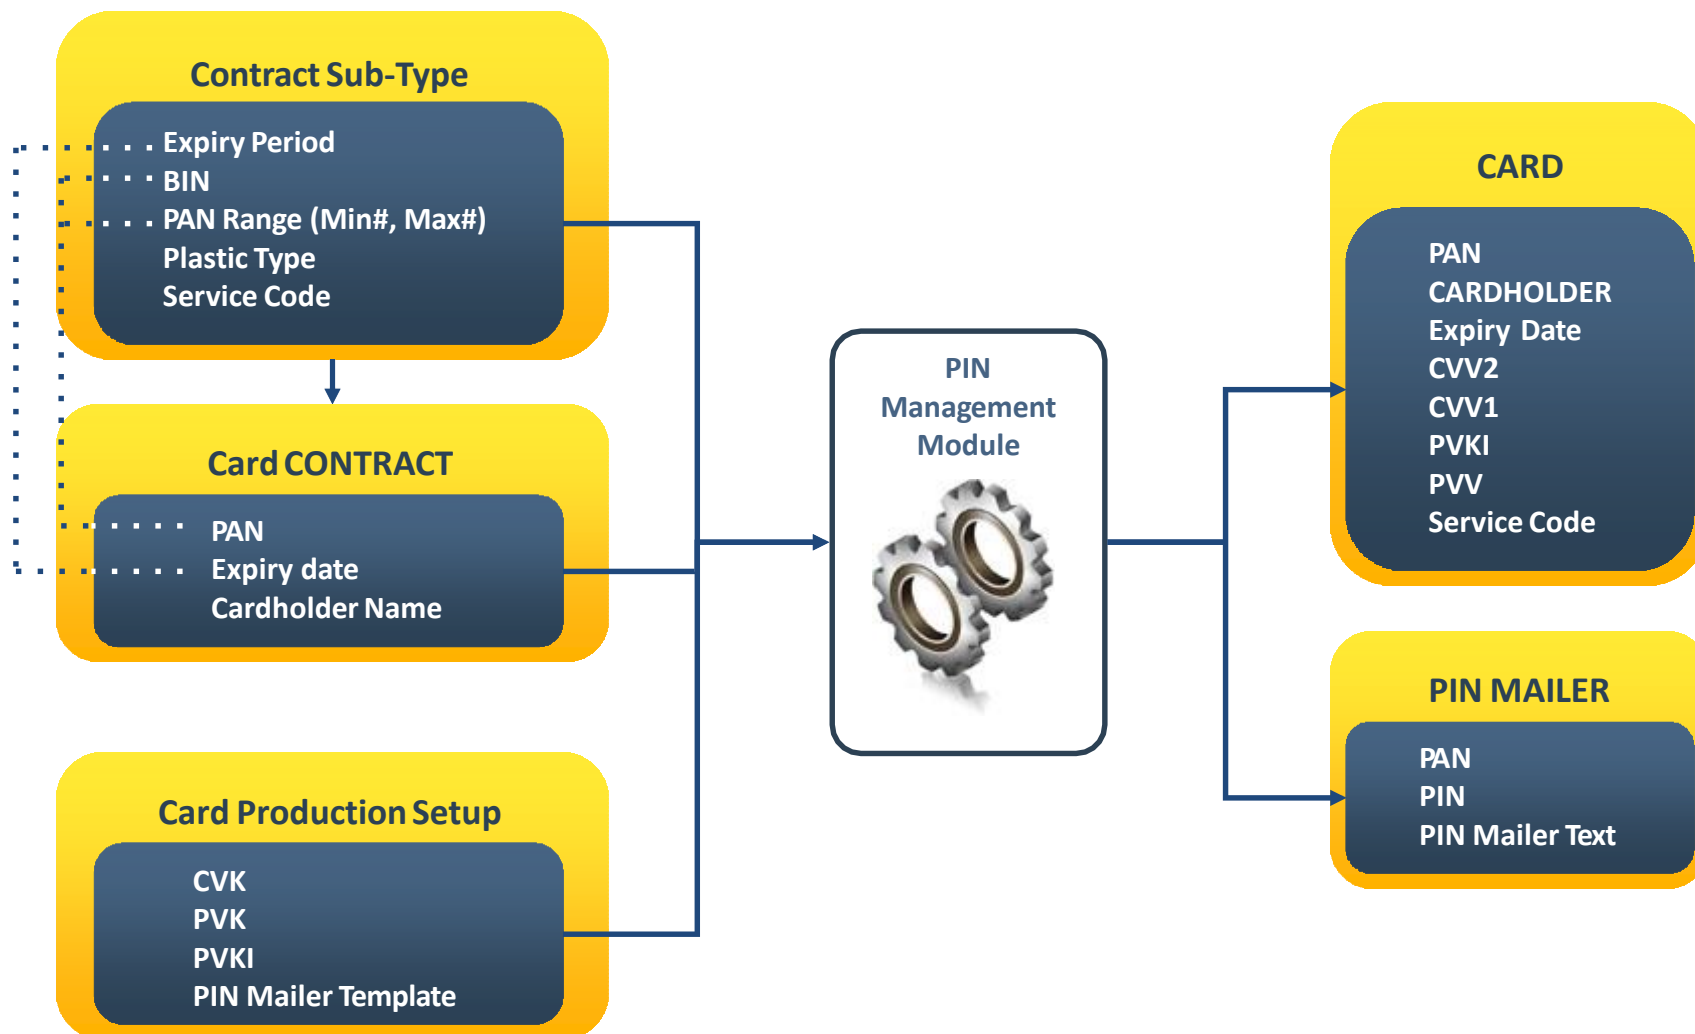 Contract Sub-Type
Expiry Period
BIN
PAN Range (Min#, Max#)
Plastic Type
Service Code
Card CONTRACT
PAN
Expiry date
Cardholder Name
Card Production Setup
CVK
PVK
PVKI
PIN Mailer Template
PIN
Management
Module
CARD
PAN
CARDHOLDER
Expiry Date
CVV2
CVV1
PVKI
PVV
Service Code
PIN MAILER
PAN
PIN
PIN Mailer Text